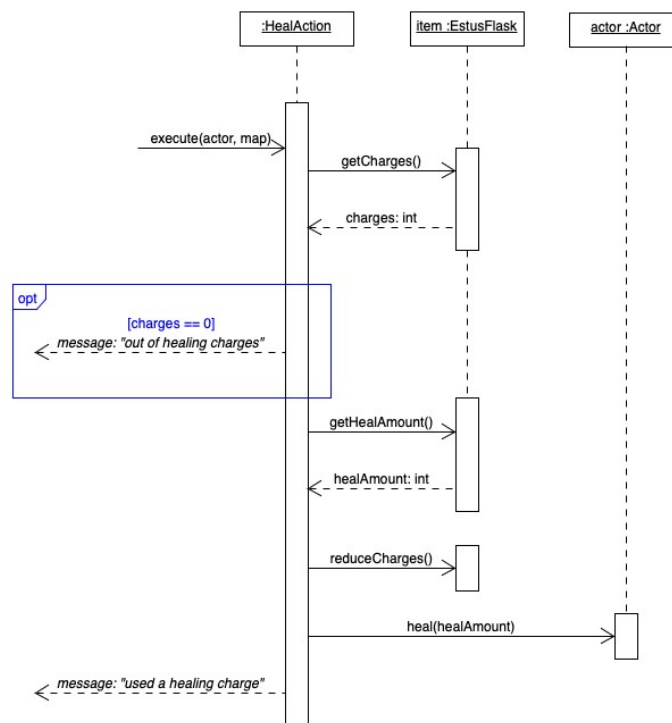 :HealAction
item :EstusFlask
actor :Actor
execute(actor, map)
getCharges()
charges: int
opt
[charges == 0]
message: "out of healing charges"
getHealAmount()
healAmount: int
reduceCharges()
heal(healAmount)
message: "used a healing charge"